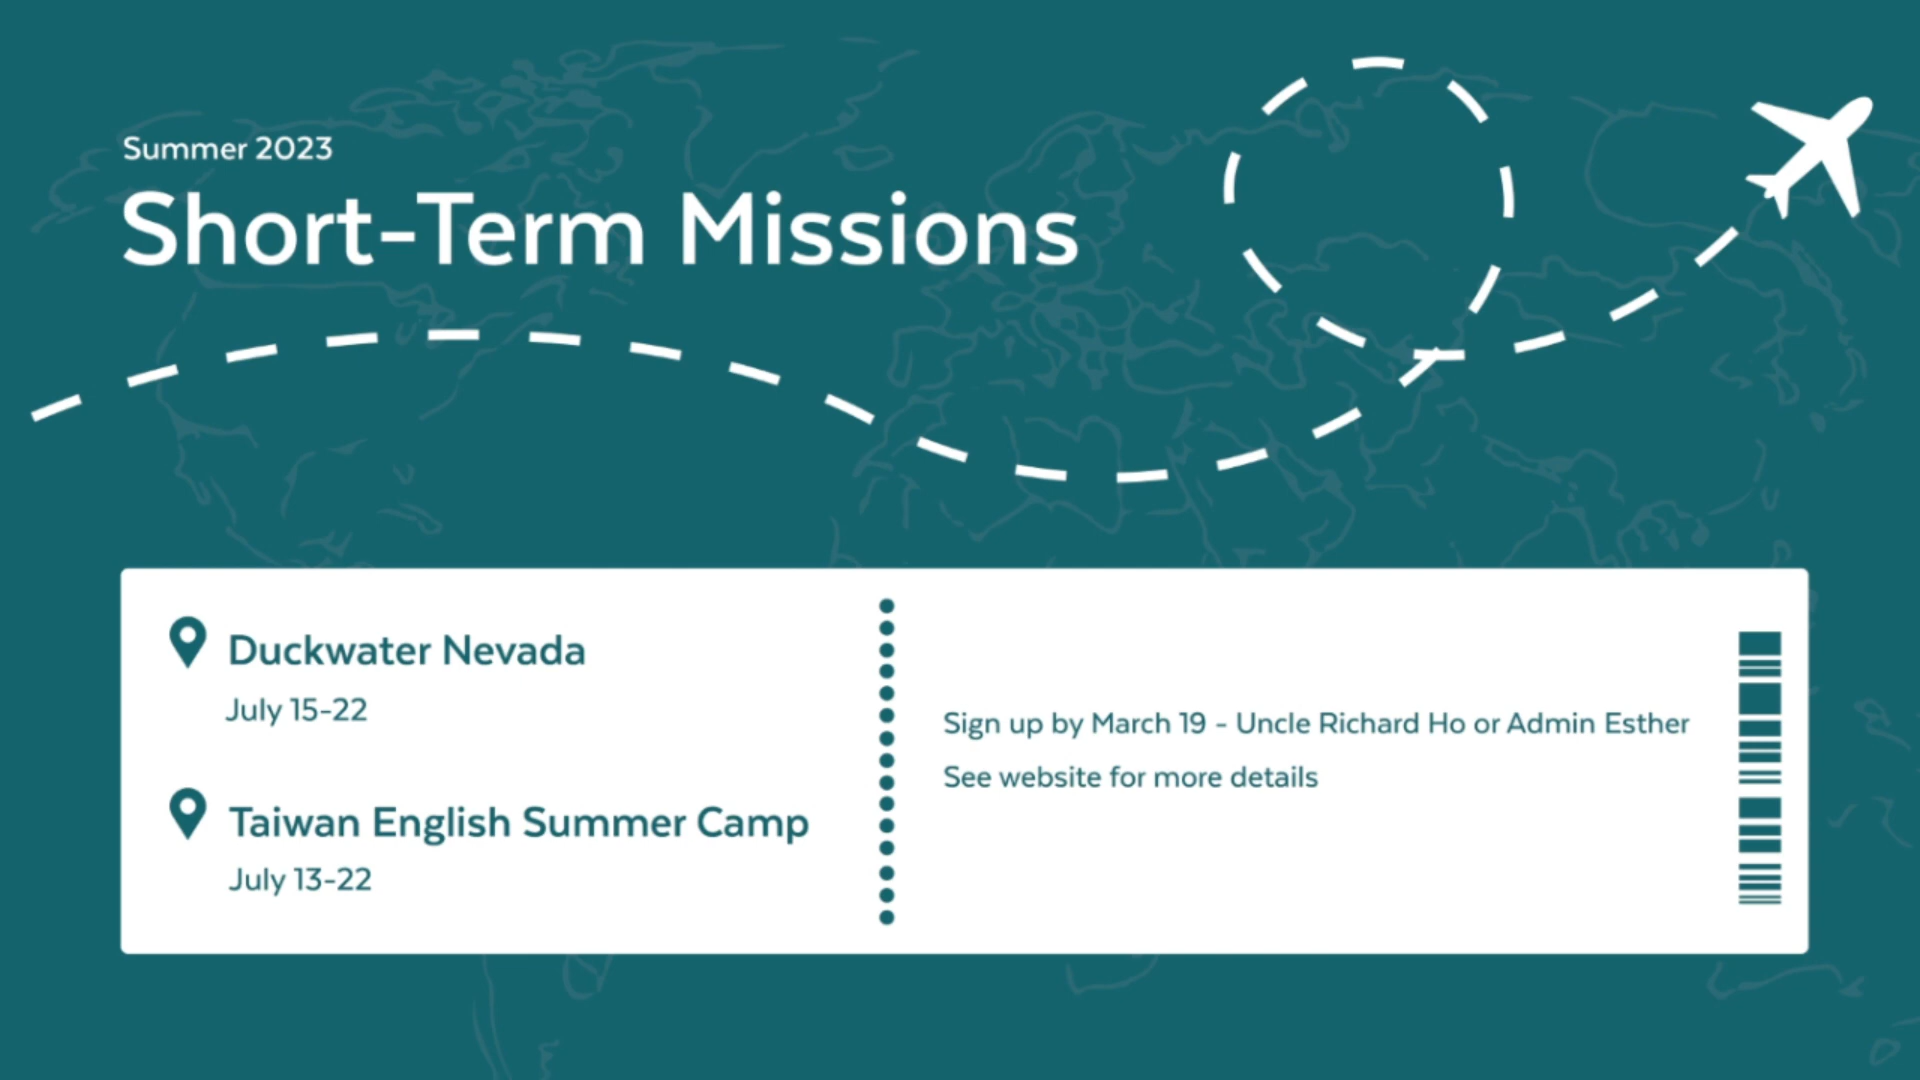 Summer 2023
Short-Term Missions
Duckwater Nevada
July 15-22
Taiwan English Summer Camp
July 13-22
Sign up by March 19 - Uncle Richard Ho or Admin Esther
See website for more details